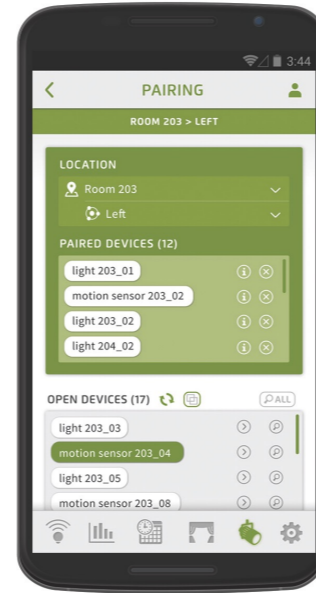 3:44
PAIRING
ROOM 203 > LEFT
LOCATION
Room 203
Left
PAIRED DEVICES (12)
light 203_01
motion sensor 203_02
light 203_02
light 204_02
OPEN DEVICES (17) ALL
light 203_03
motion sensor 203_04
light 203_05
motion sensor 203_08